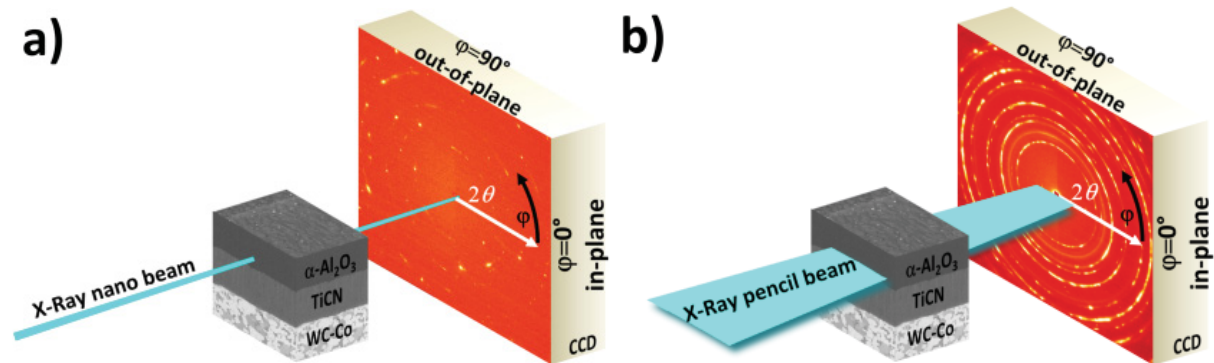 a)
φ=90°
out-of-plane
2θ
φ
φ=0°
in-plane
X-Ray nano beam
α-Al₂O₃
TiCN
WC-Co
CCD
b)
φ=90°
out-of-plane
2θ
φ
φ=0°
in-plane
X-Ray pencil beam
α-Al₂O₃
TiCN
WC-Co
CCD